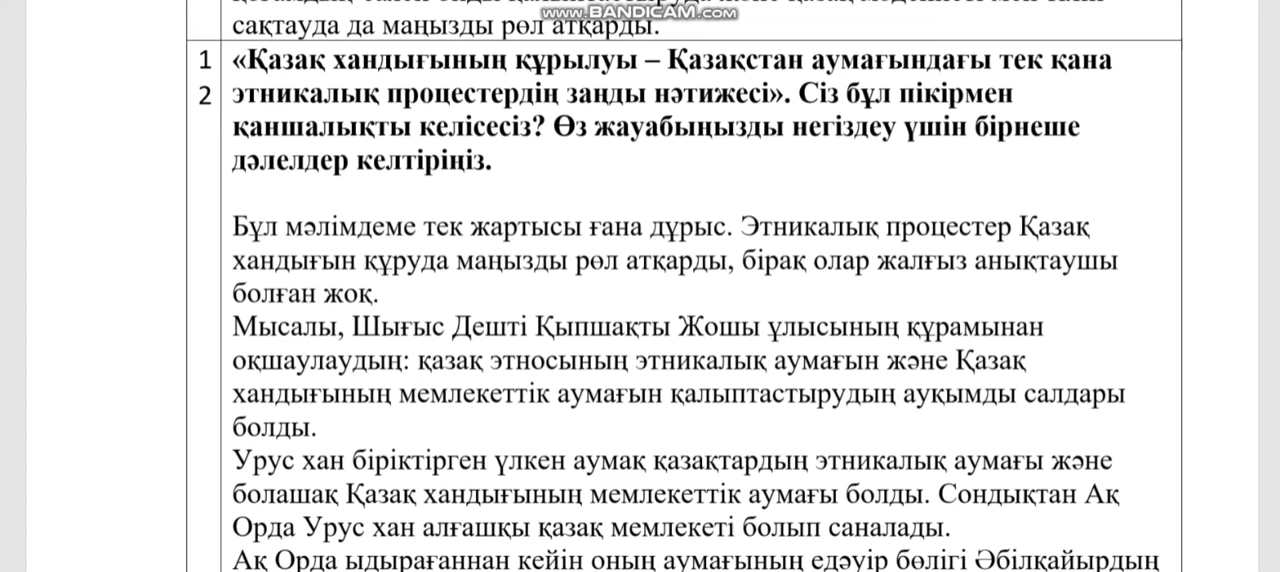 www.BANDICAM.com
сақтауда да маңызды рөл атқарды.
1 «Қазақ хандығының құрылуы – Қазақстан аумағындағы тек қана
2 этникалық процестердің заңды нәтижесі». Сіз бұл пікірмен
қаншалықты келісесіз? Өз жауабыңызды негіздеу үшін бірнеше
дәлелдер келтіріңіз.
Бұл мәлімдеме тек жартысы ғана дұрыс. Этникалық процестер Қазақ
хандығын құруда маңызды рөл атқарды, бірақ олар жалғыз анықтаушы
болған жоқ.
Мысалы, Шығыс Дешті Қыпшақты Жошы ұлысының құрамынан
оқшаулаудың: қазақ этносының этникалық аумағын және Қазақ
хандығының мемлекеттік аумағын қалыптастырудың ауқымды салдары
болды.
Урус хан біріктірген үлкен аумақ қазақтардың этникалық аумағы және
болашақ Қазақ хандығының мемлекеттік аумағы болды. Сондықтан Ақ
Орда Урус хан алғашқы қазақ мемлекеті болып саналады.
Ақ Орда ыдырағаннан кейін оның аумағының едәуір бөлігі Әбілқайырдың